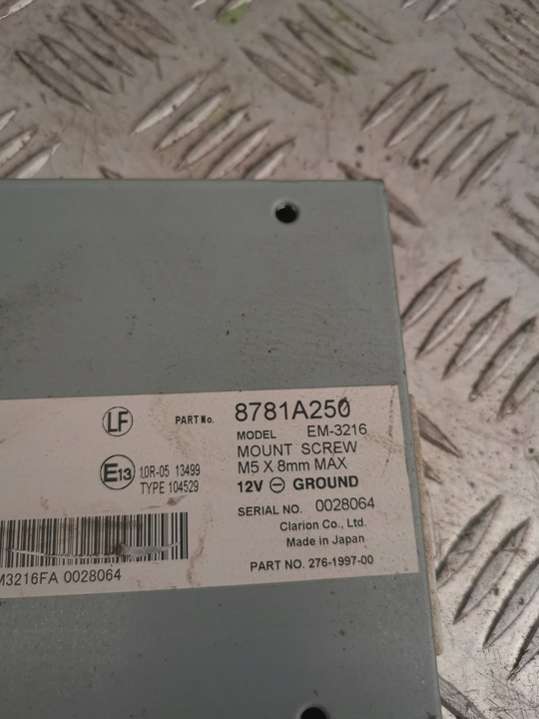 LF
PART No. 8781A250
MODEL EM-3216
MOUNT SCREW
M5 X 8mm MAX
E13 10R-05 13499
TYPE 104529
12V ⊖ GROUND
SERIAL NO. 0028064
Clarion Co., Ltd.
Made in Japan
PART NO. 276-1997-00
M3216FA 0028064